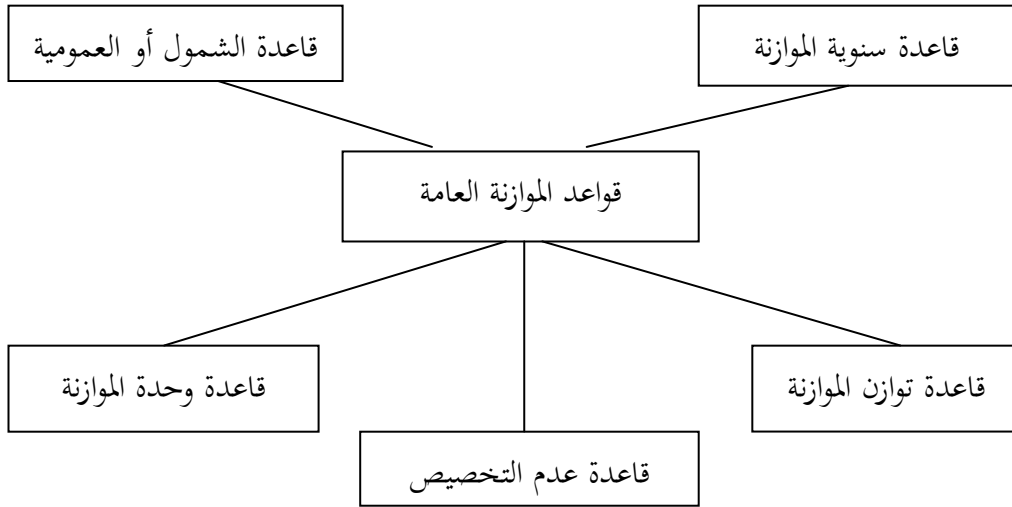 قاعدة سنوية الموازنة
قاعدة الشمول أو العمومية
قواعد الموازنة العامة
قاعدة توازن الموازنة
قاعدة وحدة الموازنة
قاعدة عدم التخصيص